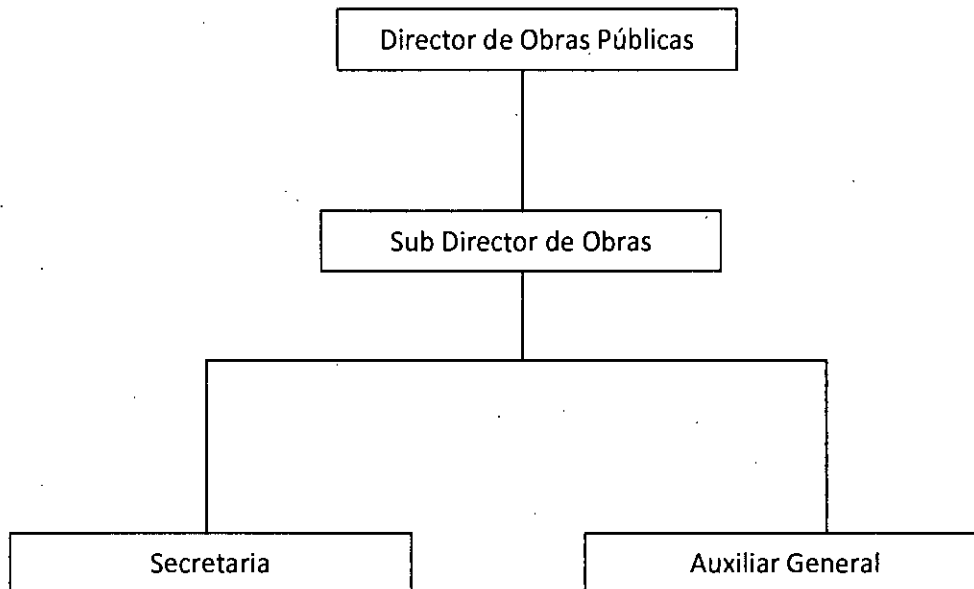 Director de Obras Públicas
Sub Director de Obras
Secretaria
Auxiliar General